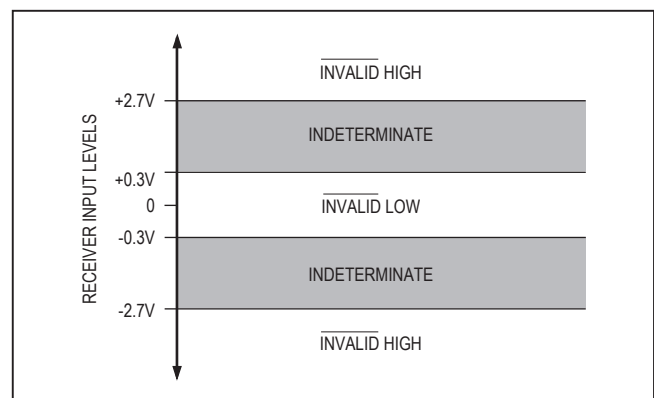 INVALID HIGH
+2.7V
INDETERMINATE
+0.3V
0
INVALID LOW
-0.3V
INDETERMINATE
-2.7V
INVALID HIGH
RECEIVER INPUT LEVELS